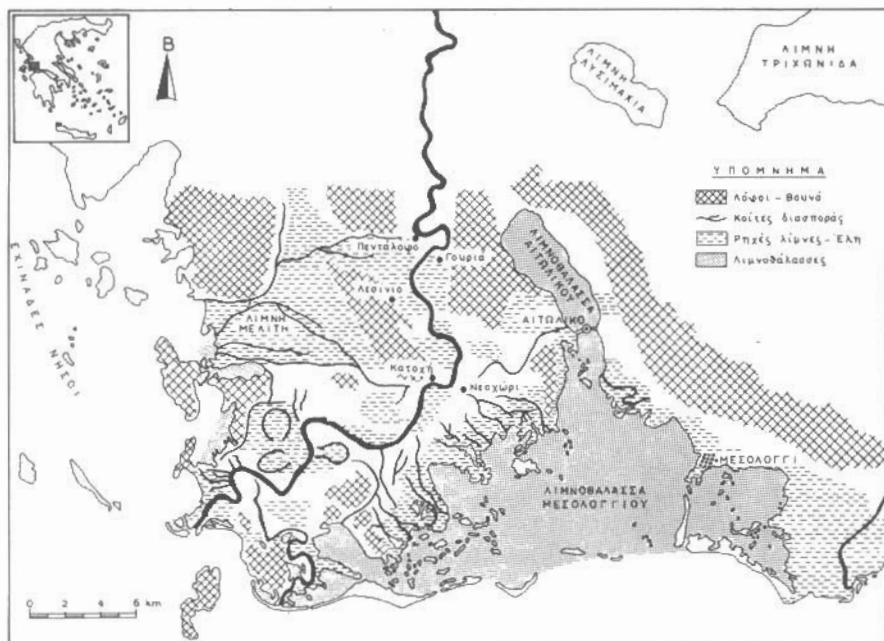 Β
ΛΙΜΝΗ
ΛΥΣΙΜΑΧΙΑ
ΛΙΜΝΗ
ΤΡΙΧΩΝΙΔΑ
ΥΠΟΜΝΗΜΑ
Λόφοι - Βουνά
Κοίτες διασποράς
Ρηχές λίμνες - Έλη
Λιμνοθάλασσες
ΕΧΙΝΑΔΕΣ ΝΗΣΟΙ
Πεντάλοφο
Γουριά
Λεσίνιο
ΛΙΜΝΟΘΑΛΑΣΣΑ
ΑΙΤΩΛΙΚΟΥ
ΑΙΤΩΛΙΚΟ
ΛΙΜΝΗ
ΜΕΛΙΤΗ
Κατοχή
Νεοχώρι
ΜΕΣΟΛΟΓΓΙ
ΛΙΜΝΟΘΑΛΑΣΣΑ
ΜΕΣΟΛΟΓΓΙΟΥ
0 2 4 6 km